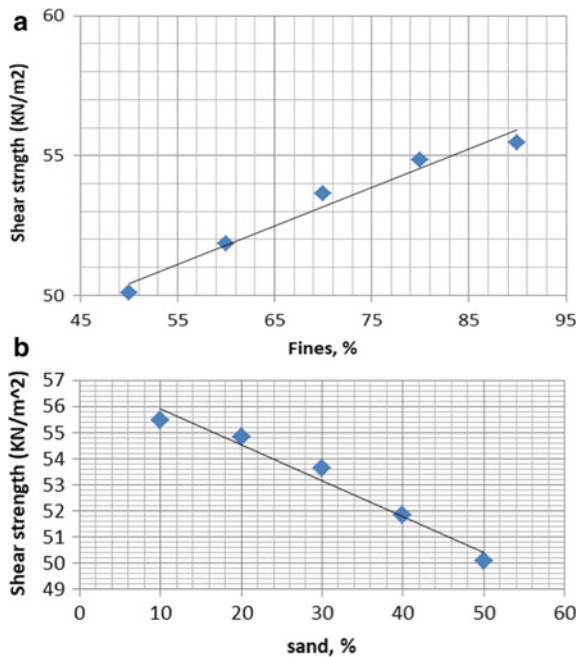 a
60
55
50
Shear strngth (KN/m2)
45 55 65 75 85 95
Fines, %
b
57
56
55
54
53
52
51
50
49
Shear strength (KN/m^2)
0 10 20 30 40 50 60
sand, %